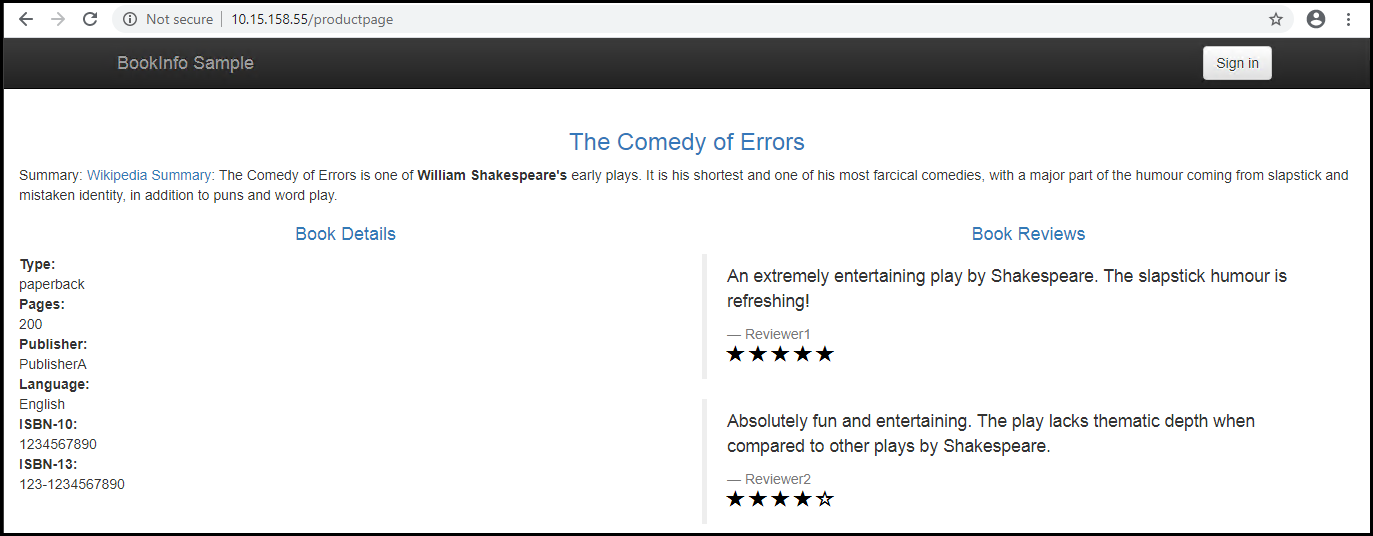 Not secure | 10.15.158.55/productpage
BookInfo Sample
Sign in
The Comedy of Errors
Summary: Wikipedia Summary: The Comedy of Errors is one of William Shakespeare's early plays. It is his shortest and one of his most farcical comedies, with a major part of the humour coming from slapstick and
mistaken identity, in addition to puns and word play.
Book Details
Type:
paperback
Pages:
200
Publisher:
PublisherA
Language:
English
ISBN-10:
1234567890
ISBN-13:
123-1234567890
Book Reviews
An extremely entertaining play by Shakespeare. The slapstick humour is
refreshing!
— Reviewer1
★★★★★
Absolutely fun and entertaining. The play lacks thematic depth when
compared to other plays by Shakespeare.
— Reviewer2
★★★★☆